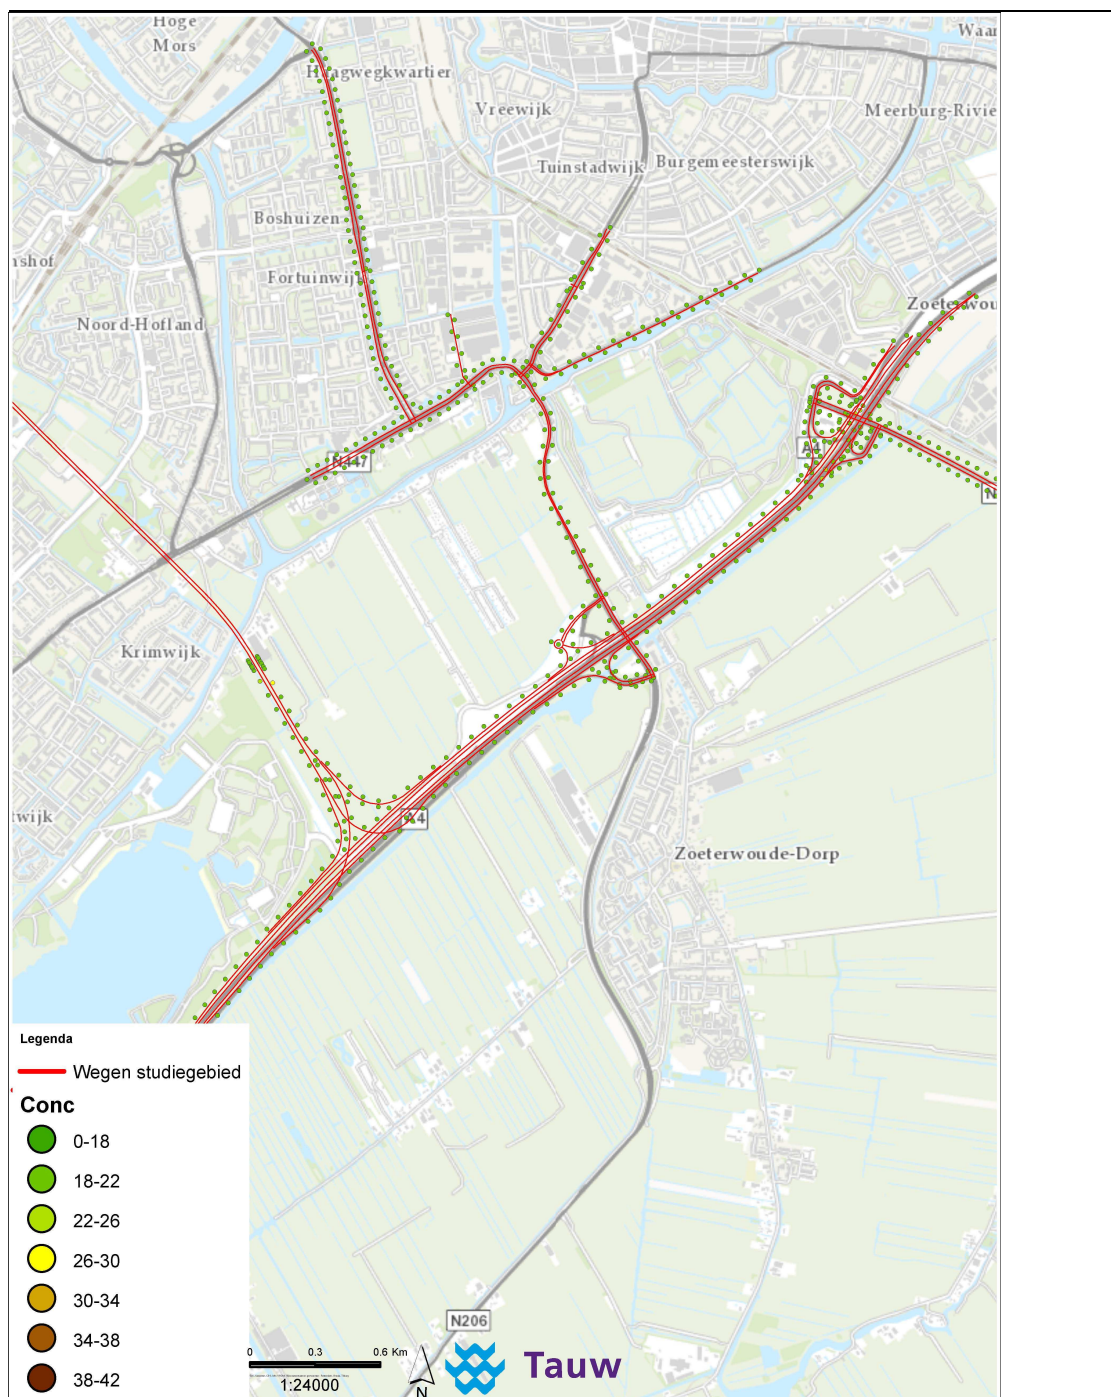 Hoge
Mors
Waar
Haagwegkwartier
Vreewijk
Meerburg-Rivie
Tuinstadwijk
Burgemeesterswijk
Boshuizen
nshof
Fortuinwijk
Zoeterwou
Noord-Hofland
A4
N447
N
Krimwijk
A4
twijk
Zoeterwoude-Dorp
Legenda
Wegen studiegebied
Conc
0-18
18-22
22-26
26-30
30-34
34-38
38-42
N206
0 0.3 0.6 Km
1:24000
N
Tauw